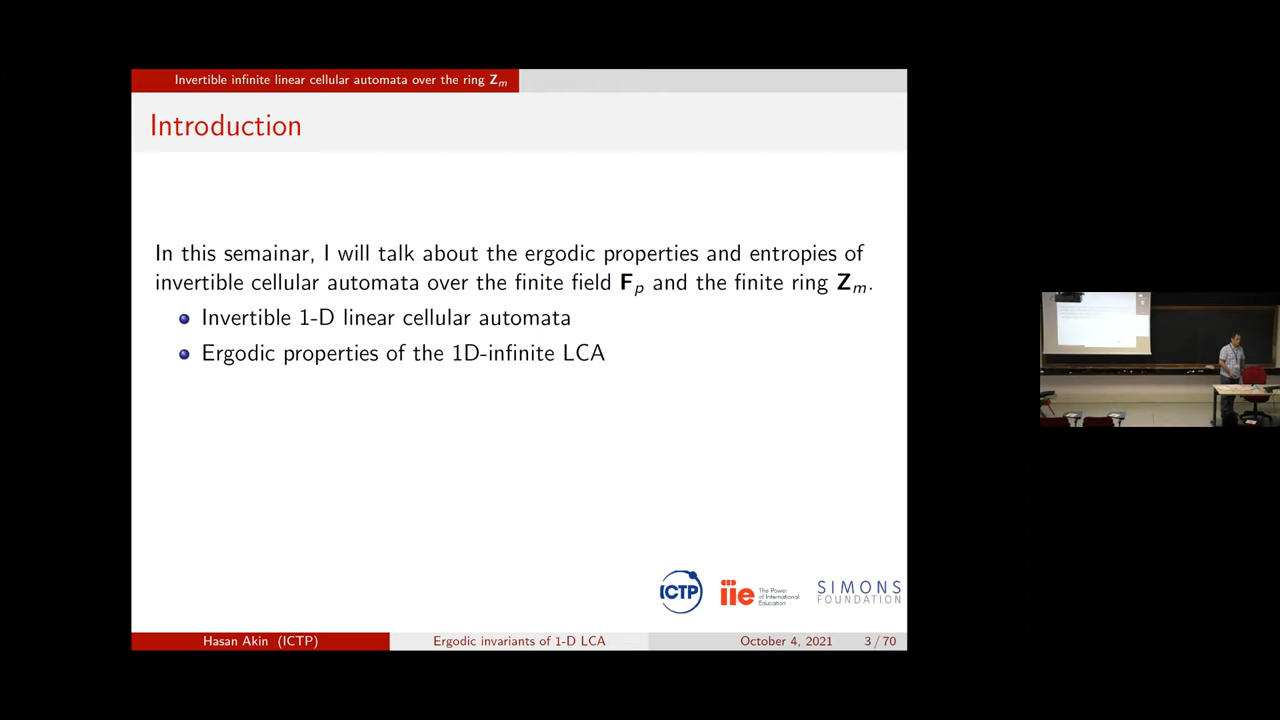 Invertible infinite linear cellular automata over the ring Zm
Introduction
In this semainar, I will talk about the ergodic properties and entropies of
invertible cellular automata over the finite field Fp and the finite ring Zm.
Invertible 1-D linear cellular automata
Ergodic properties of the 1D-infinite LCA
ICTP
iie
The Power
of International
Education
SIMONS
FOUNDATION
Hasan Akin (ICTP)
Ergodic invariants of 1-D LCA
October 4, 2021
3 / 70